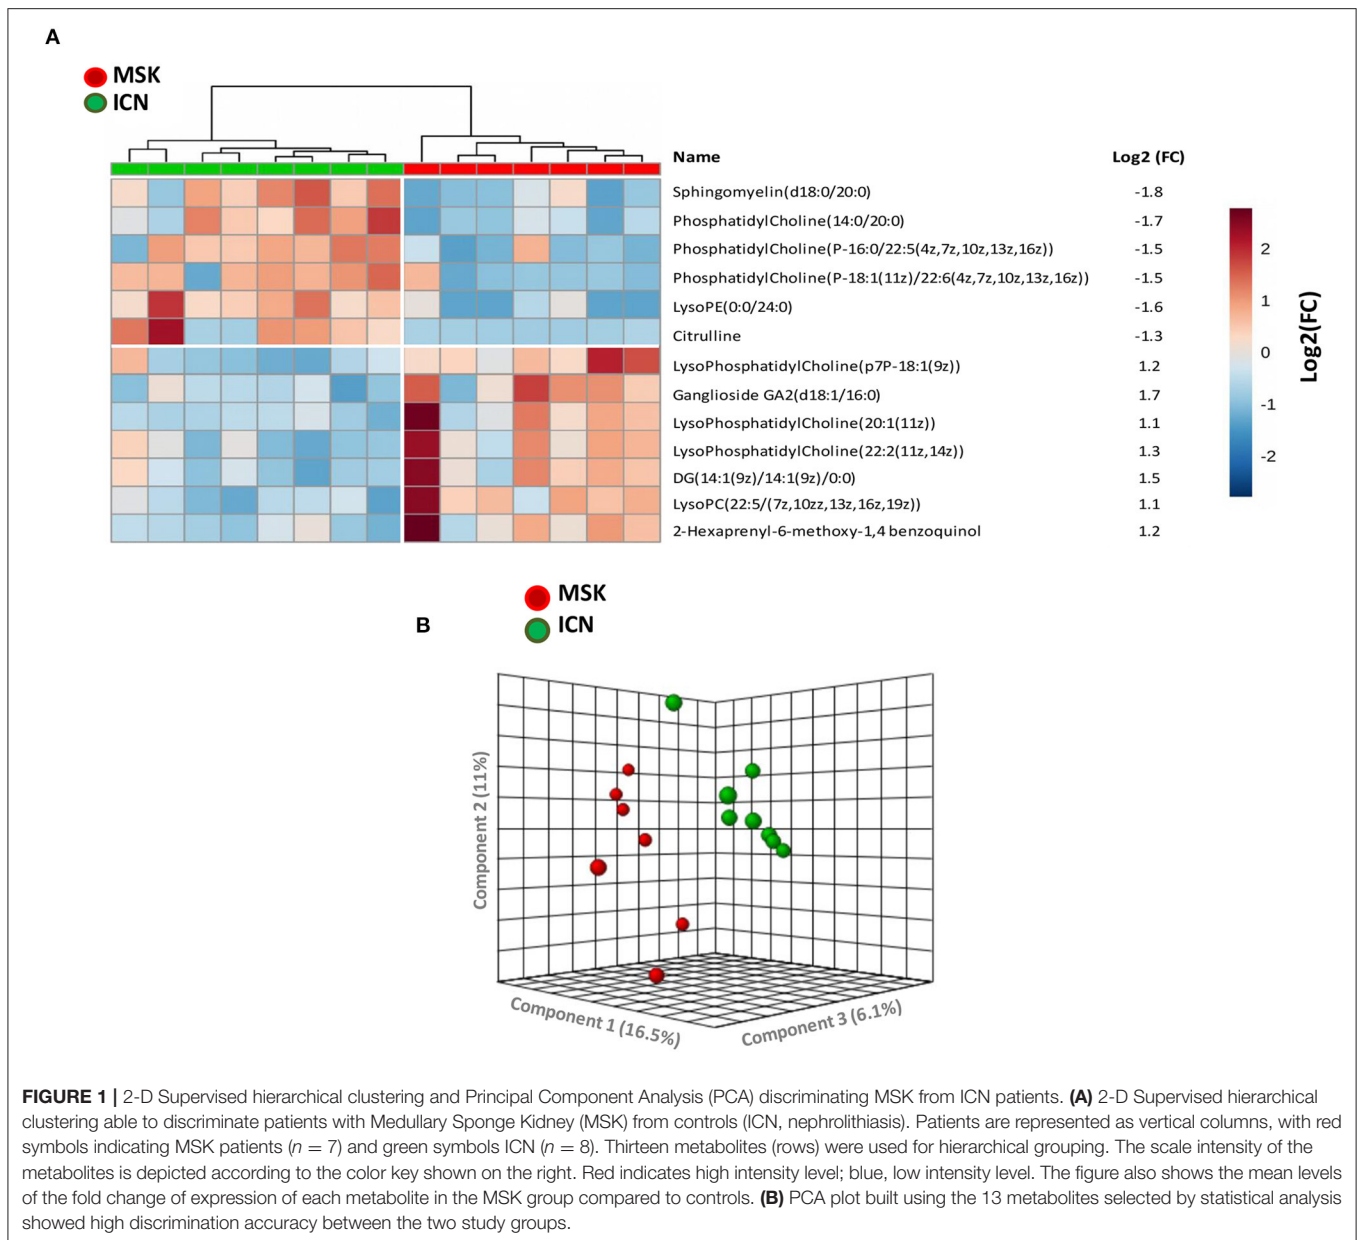 A
MSK
ICN
Name Log2 (FC)
Sphingomyelin(d18:0/20:0) -1.8
PhosphatidylCholine(14:0/20:0) -1.7
PhosphatidylCholine(P-16:0/22:5(4z,7z,10z,13z,16z)) -1.5
PhosphatidylCholine(P-18:1(11z)/22:6(4z,7z,10z,13z,16z)) -1.5
LysoPE(0:0/24:0) -1.6
Citrulline -1.3
LysoPhosphatidylCholine(p7P-18:1(9z)) 1.2
Ganglioside GA2(d18:1/16:0) 1.7
LysoPhosphatidylCholine(20:1(11z)) 1.1
LysoPhosphatidylCholine(22:2(11z,14z)) 1.3
DG(14:1(9z)/14:1(9z)/0:0) 1.5
LysoPC(22:5/(7z,10zz,13z,16z,19z)) 1.1
2-Hexaprenyl-6-methoxy-1,4 benzoquinol 1.2
2
1
0
-1
-2
Log2(FC)
B
MSK
ICN
Component 2 (11%)
Component 1 (16.5%)
Component 3 (6.1%)
FIGURE 1 | 2-D Supervised hierarchical clustering and Principal Component Analysis (PCA) discriminating MSK from ICN patients. (A) 2-D Supervised hierarchical
clustering able to discriminate patients with Medullary Sponge Kidney (MSK) from controls (ICN, nephrolithiasis). Patients are represented as vertical columns, with red
symbols indicating MSK patients (n = 7) and green symbols ICN (n = 8). Thirteen metabolites (rows) were used for hierarchical grouping. The scale intensity of the
metabolites is depicted according to the color key shown on the right. Red indicates high intensity level; blue, low intensity level. The figure also shows the mean levels
of the fold change of expression of each metabolite in the MSK group compared to controls. (B) PCA plot built using the 13 metabolites selected by statistical analysis
showed high discrimination accuracy between the two study groups.